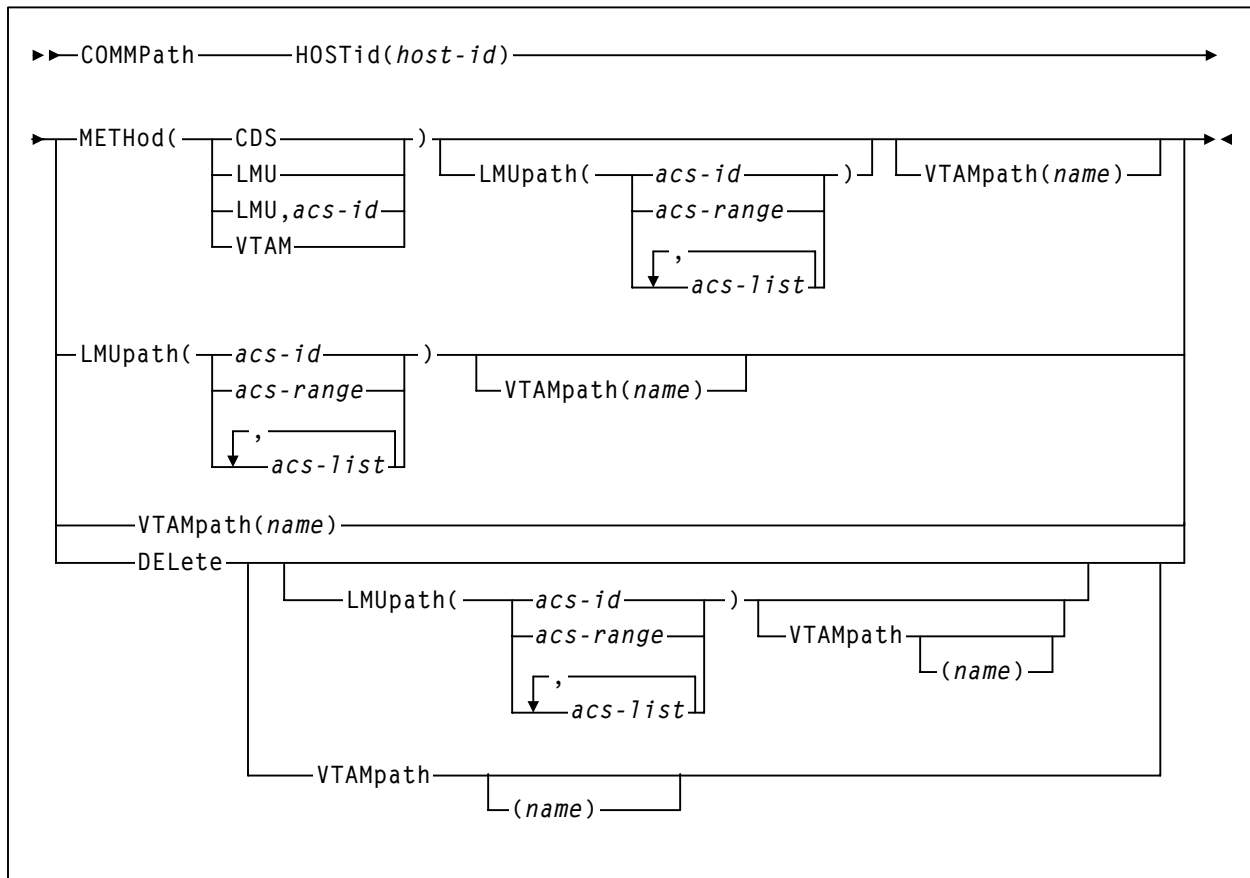 COMMPath HOSTid(host-id)
METHod( CDS ) 
LMU LMUpath( acs-id ) VTAMpath(name)
LMU,acs-id acs-range
VTAM ,
acs-list
LMUpath( acs-id )
acs-range VTAMpath(name)
,
acs-list
VTAMpath(name)
DELete
LMUpath( acs-id )
acs-range VTAMpath
, (name)
acs-list
VTAMpath
(name)